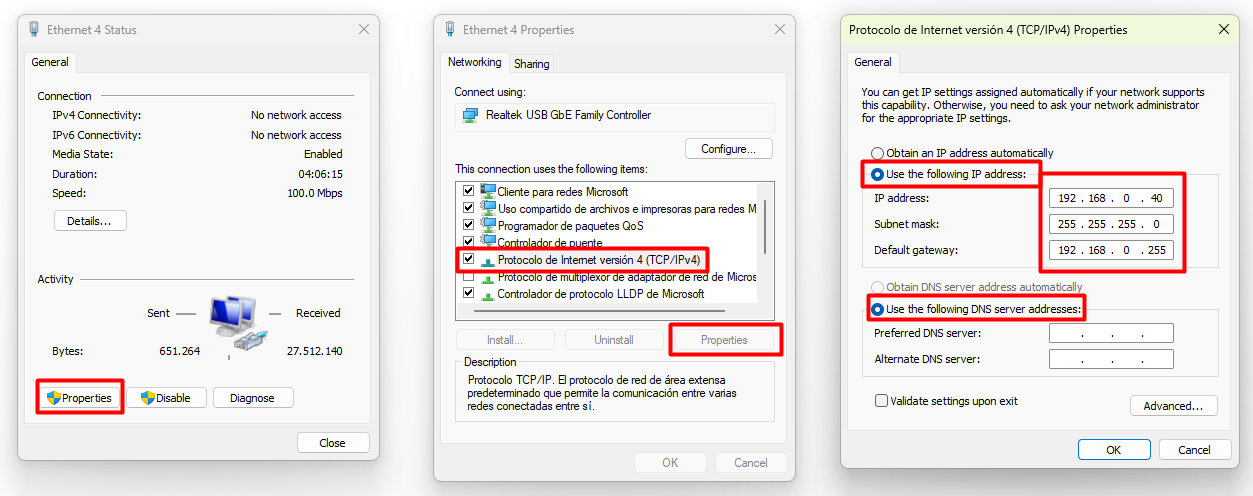 Ethernet 4 Status
General
Connection
IPv4 Connectivity: No network access
IPv6 Connectivity: No network access
Media State: Enabled
Duration: 04:06:15
Speed: 100.0 Mbps
Details...
Activity
Sent Received
Bytes: 651.264 27.512.140
Properties Disable Diagnose
Close
Ethernet 4 Properties
Networking Sharing
Connect using:
Realtek USB GbE Family Controller
Configure...
This connection uses the following items:
Cliente para redes Microsoft
Uso compartido de archivos e impresoras para redes M
Programador de paquetes QoS
Controlador de puente
Protocolo de Internet versión 4 (TCP/IPv4)
Protocolo de multiplexor de adaptador de red de Micros
Controlador de protocolo LLDP de Microsoft
Install... Uninstall Properties
Description
Protocolo TCP/IP. El protocolo de red de área extensa
predeterminado que permite la comunicación entre varias
redes conectadas entre sí.
OK Cancel
Protocolo de Internet versión 4 (TCP/IPv4) Properties
General
You can get IP settings assigned automatically if your network supports
this capability. Otherwise, you need to ask your network administrator
for the appropriate IP settings.
Obtain an IP address automatically
Use the following IP address:
IP address: 192 . 168 . 0 . 40
Subnet mask: 255 . 255 . 255 . 0
Default gateway: 192 . 168 . 0 . 255
Obtain DNS server address automatically
Use the following DNS server addresses:
Preferred DNS server: . . .
Alternate DNS server: . . .
Validate settings upon exit
Advanced...
OK Cancel